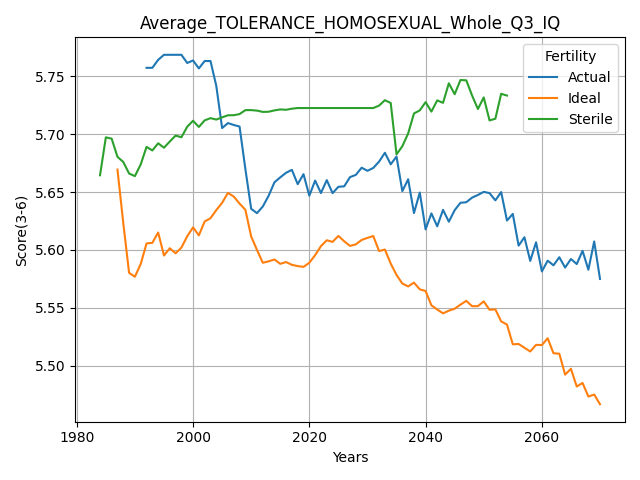 Average_TOLERANCE_HOMOSEXUAL_Whole_Q3_IQ
Fertility
Actual
Ideal
Sterile
Score(3-6)
5.75
5.70
5.65
5.60
5.55
5.50
1980
2000
2020
2040
2060
Years